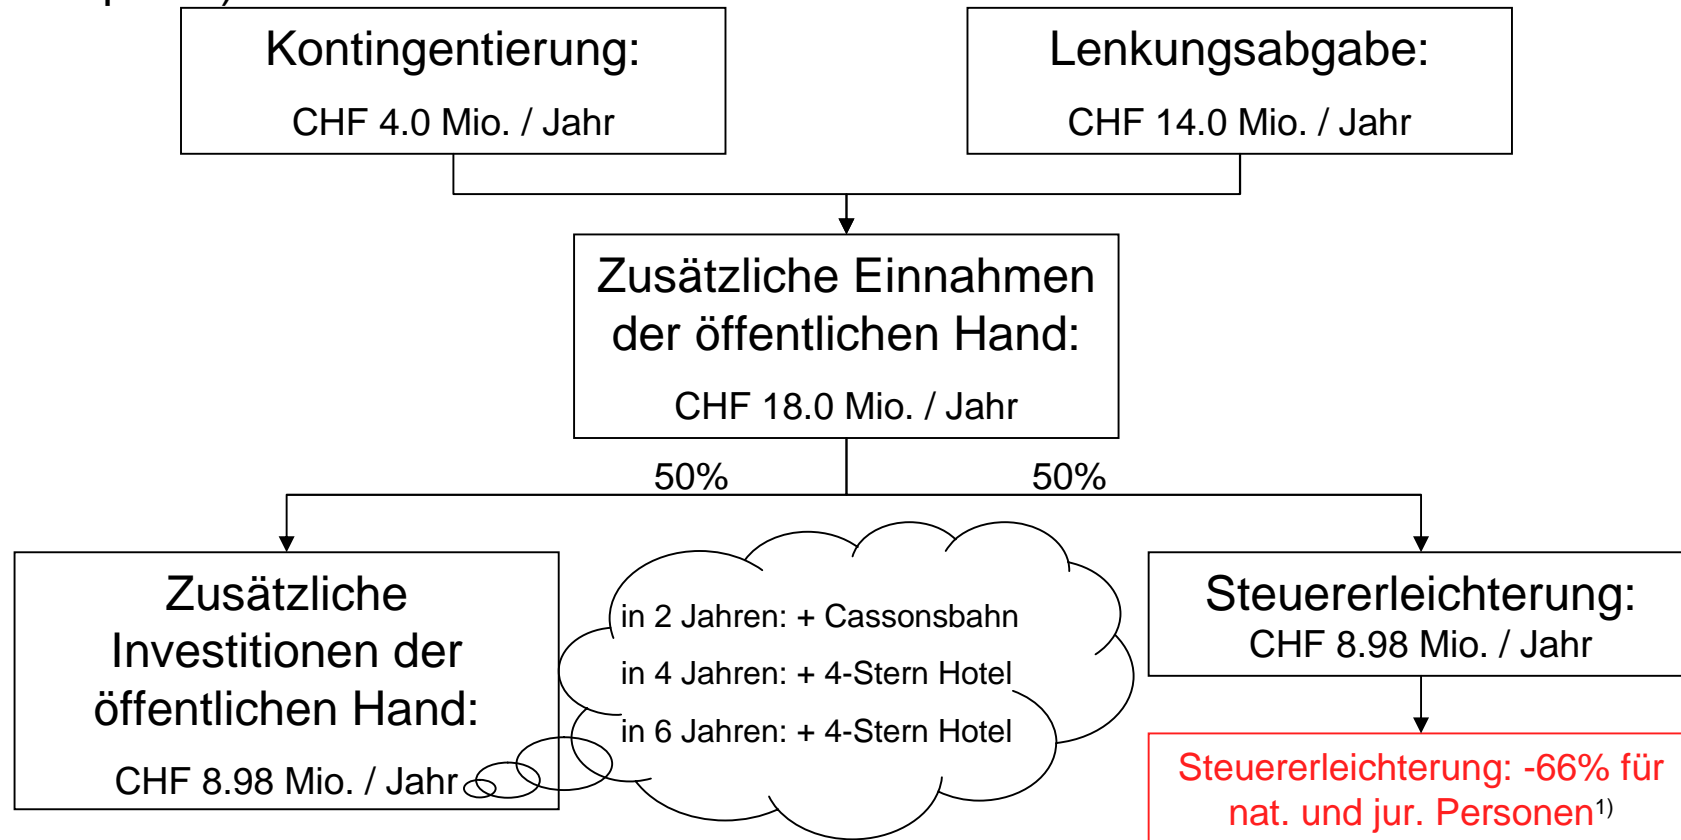 Kontingentierung:
CHF 4.0 Mio. / Jahr
Lenkungsabgabe:
CHF 14.0 Mio. / Jahr
Zusätzliche Einnahmen
der öffentlichen Hand:
CHF 18.0 Mio. / Jahr
50%
50%
Zusätzliche
Investitionen der
öffentlichen Hand:
CHF 8.98 Mio. / Jahr
in 2 Jahren: + Cassonsbahn
in 4 Jahren: + 4-Stern Hotel
in 6 Jahren: + 4-Stern Hotel
Steuererleichterung:
CHF 8.98 Mio. / Jahr
Steuererleichterung: -66% für
nat. und jur. Personen¹⁾